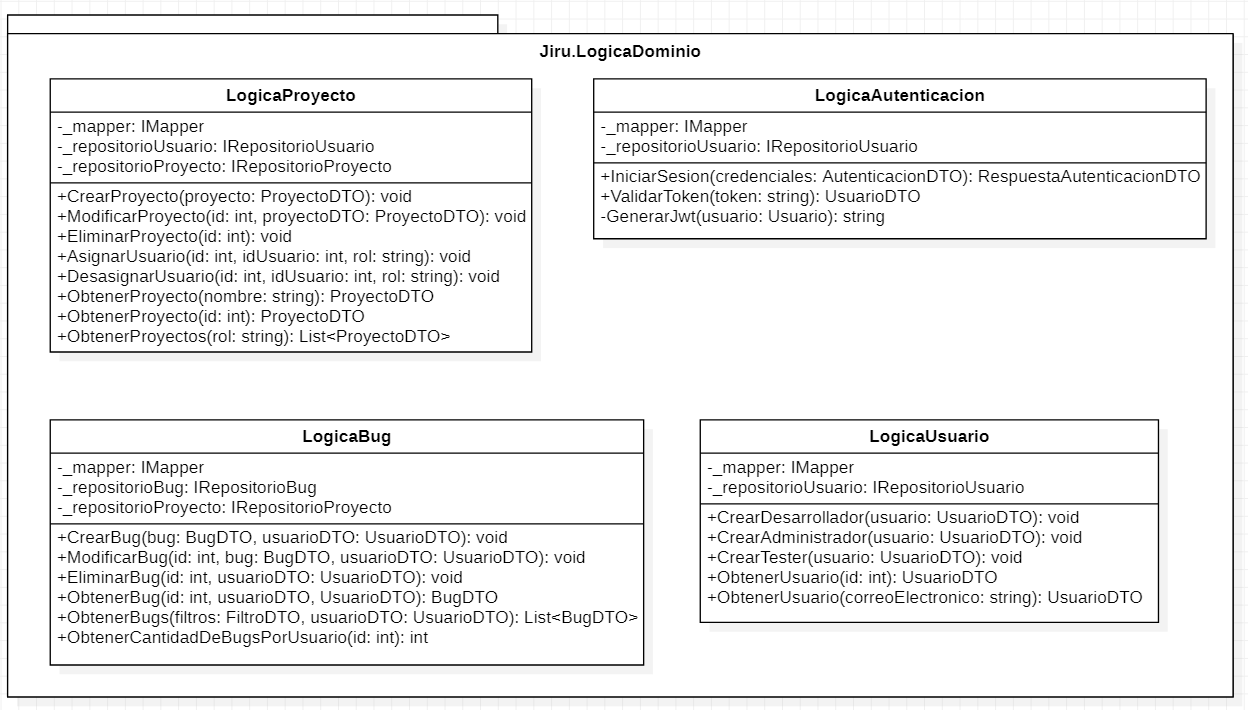 Jiru.LogicaDominio
LogicaProyecto
-_mapper: IMapper
-_repositorioUsuario: IRepositorioUsuario
-_repositorioProyecto: IRepositorioProyecto
+CrearProyecto(proyecto: ProyectoDTO): void
+ModificarProyecto(id: int, proyectoDTO: ProyectoDTO): void
+EliminarProyecto(id: int): void
+AsignarUsuario(id: int, idUsuario: int, rol: string): void
+DesasignarUsuario(id: int, idUsuario: int, rol: string): void
+ObtenerProyecto(nombre: string): ProyectoDTO
+ObtenerProyecto(id: int): ProyectoDTO
+ObtenerProyectos(rol: string): List<ProyectoDTO>
LogicaAutenticacion
-_mapper: IMapper
-_repositorioUsuario: IRepositorioUsuario
+IniciarSesion(credenciales: AutenticacionDTO): RespuestaAutenticacionDTO
+ValidarToken(token: string): UsuarioDTO
-GenerarJwt(usuario: Usuario): string
LogicaBug
-_mapper: IMapper
-_repositorioBug: IRepositorioBug
-_repositorioProyecto: IRepositorioProyecto
+CrearBug(bug: BugDTO, usuarioDTO: UsuarioDTO): void
+ModificarBug(id: int, bug: BugDTO, usuarioDTO: UsuarioDTO): void
+EliminarBug(id: int, usuarioDTO: UsuarioDTO): void
+ObtenerBug(id: int, usuarioDTO, UsuarioDTO): BugDTO
+ObtenerBugs(filtros: FiltroDTO, usuarioDTO: UsuarioDTO): List<BugDTO>
+ObtenerCantidadDeBugsPorUsuario(id: int): int
LogicaUsuario
-_mapper: IMapper
-_repositorioUsuario: IRepositorioUsuario
+CrearDesarrollador(usuario: UsuarioDTO): void
+CrearAdministrador(usuario: UsuarioDTO): void
+CrearTester(usuario: UsuarioDTO): void
+ObtenerUsuario(id: int): UsuarioDTO
+ObtenerUsuario(correoElectronico: string): UsuarioDTO